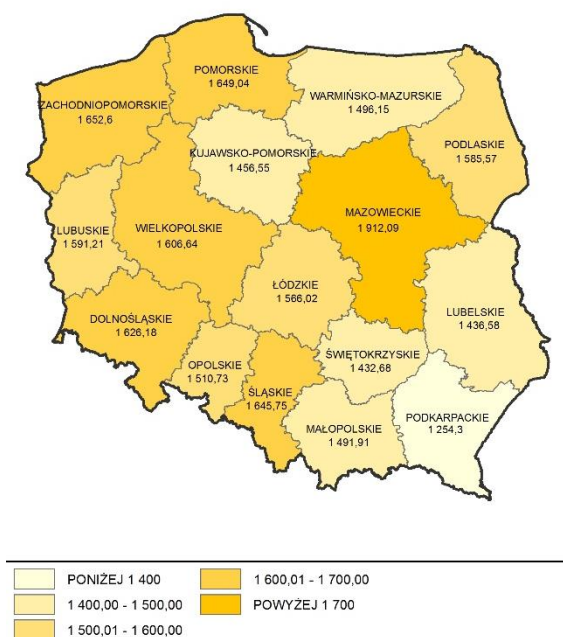 POMORSKIE
1 649,04
WARMIŃSKO-MAZURSKIE
1 496,15
ZACHODNIOPOMORSKIE
1 652,6
PODLASKIE
1 585,57
KUJAWSKO-POMORSKIE
1 456,55
MAZOWIECKIE
1 912,09
LUBUSKIE
1 591,21
WIELKOPOLSKIE
1 606,64
ŁÓDZKIE
1 566,02
LUBELSKIE
1 436,58
DOLNOŚLĄSKIE
1 626,18
OPOLSKIE
1 510,73
ŚLĄSKIE
1 645,75
ŚWIĘTOKRZYSKIE
1 432,68
MAŁOPOLSKIE
1 491,91
PODKARPACKIE
1 254,3
PONIŻEJ 1 400
1 400,00 - 1 500,00
1 500,01 - 1 600,00
1 600,01 - 1 700,00
POWYŻEJ 1 700